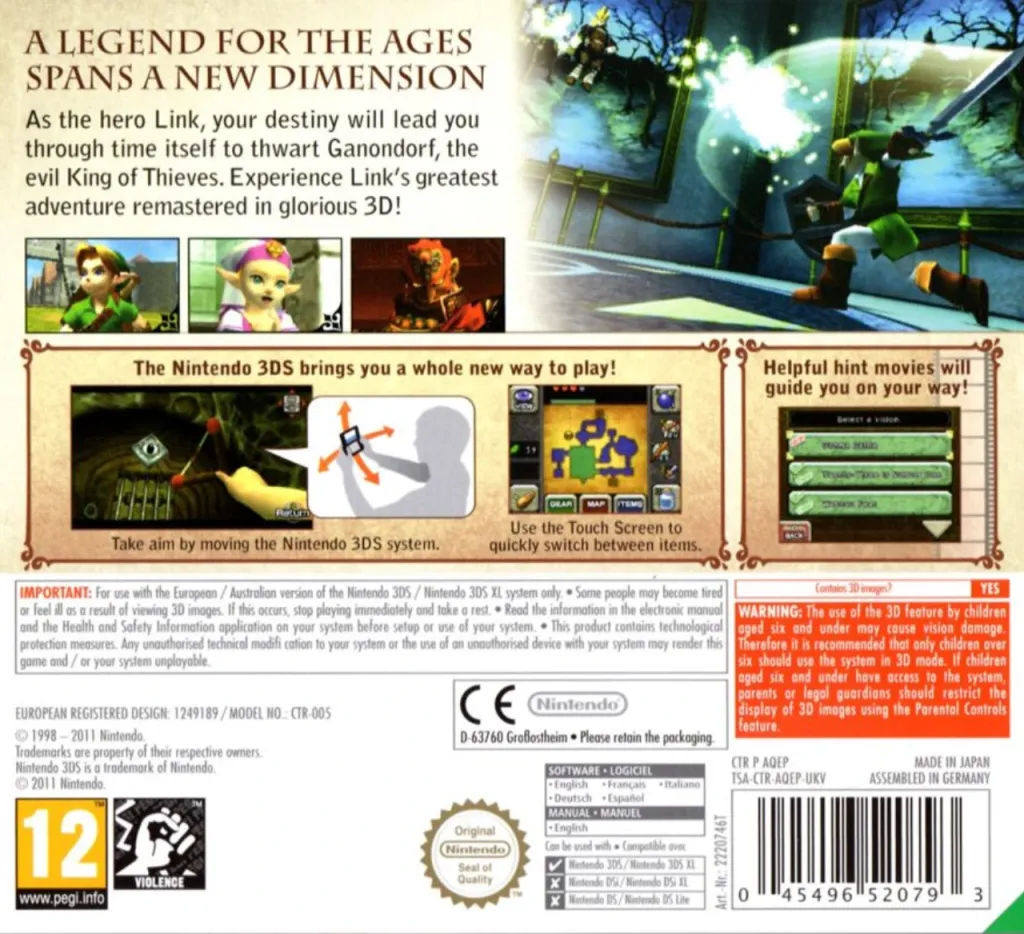 A LEGEND FOR THE AGES
SPANS A NEW DIMENSION
As the hero Link, your destiny will lead you
through time itself to thwart Ganondorf, the
evil King of Thieves. Experience Link's greatest
adventure remastered in glorious 3D!
The Nintendo 3DS brings you a whole new way to play!
Return
Take aim by moving the Nintendo 3DS system.
VIEW
39
GEAR MAP ITEMS
Use the Touch Screen to
quickly switch between items.
Helpful hint movies will
guide you on your way!
Select a vision.
BACK
IMPORTANT: For use with the European / Australian version of the Nintendo 3DS / Nintendo 3DS XL system only. • Some people may become tired
or feel ill as a result of viewing 3D images. If this occurs, stop playing immediately and take a rest. • Read the information in the electronic manual
and the Health and Safety Information application on your system before setup or use of your system. • This product contains technological
protection measures. Any unauthorised technical modifi cation to your system or the use of an unauthorised device with your system may render this
game and / or your system unplayable.
Contains 3D images? YES
WARNING: The use of the 3D feature by children
aged six and under may cause vision damage.
Therefore it is recommended that only children over
six should use the system in 3D mode. If children
aged six and under have access to the system,
parents or legal guardians should restrict the
display of 3D images using the Parental Controls
feature.
EUROPEAN REGISTERED DESIGN: 1249189 / MODEL NO.: CTR-005
© 1998 – 2011 Nintendo.
Trademarks are property of their respective owners.
Nintendo 3DS is a trademark of Nintendo.
© 2011 Nintendo.
CE Nintendo
D-63760 Großostheim • Please retain the packaging.
12 ™
www.pegi.info
™
VIOLENCE
Original
Nintendo
Seal of
Quality
™
SOFTWARE • LOGICIEL
• English • Français • Italiano
• Deutsch • Español
MANUAL • MANUEL
• English
Can be used with • Compatible avec
Nintendo 3DS / Nintendo 3DS XL
Nintendo DSi / Nintendo DSi XL
Nintendo DS / Nintendo DS Lite
Art.-Nr.: 2220746T
CTR P AQEP MADE IN JAPAN
TSA-CTR-AQEP-UKV ASSEMBLED IN GERMANY
0 45496 52079 3